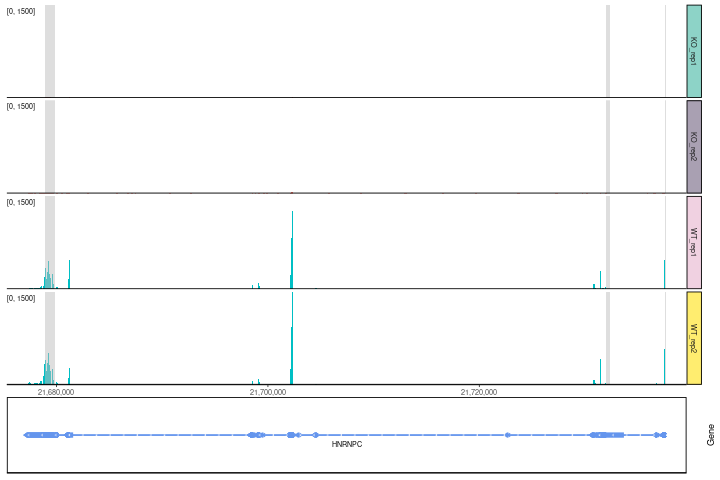 [0, 1500]
KO_rep1
[0, 1500]
KO_rep2
[0, 1500]
WT_rep1
[0, 1500]
WT_rep2
21,680,000 21,700,000 21,720,000
HNRNPC
Gene